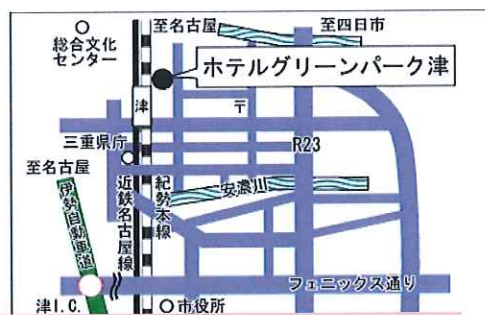 至名古屋
至四日市
総合文化
センター
ホテルグリーンパーク津
津
〒
三重県庁
R23
至名古屋
伊勢自動車道
近鉄名古屋線
紀勢本線
安濃川
フェニックス通り
津I.C.
市役所